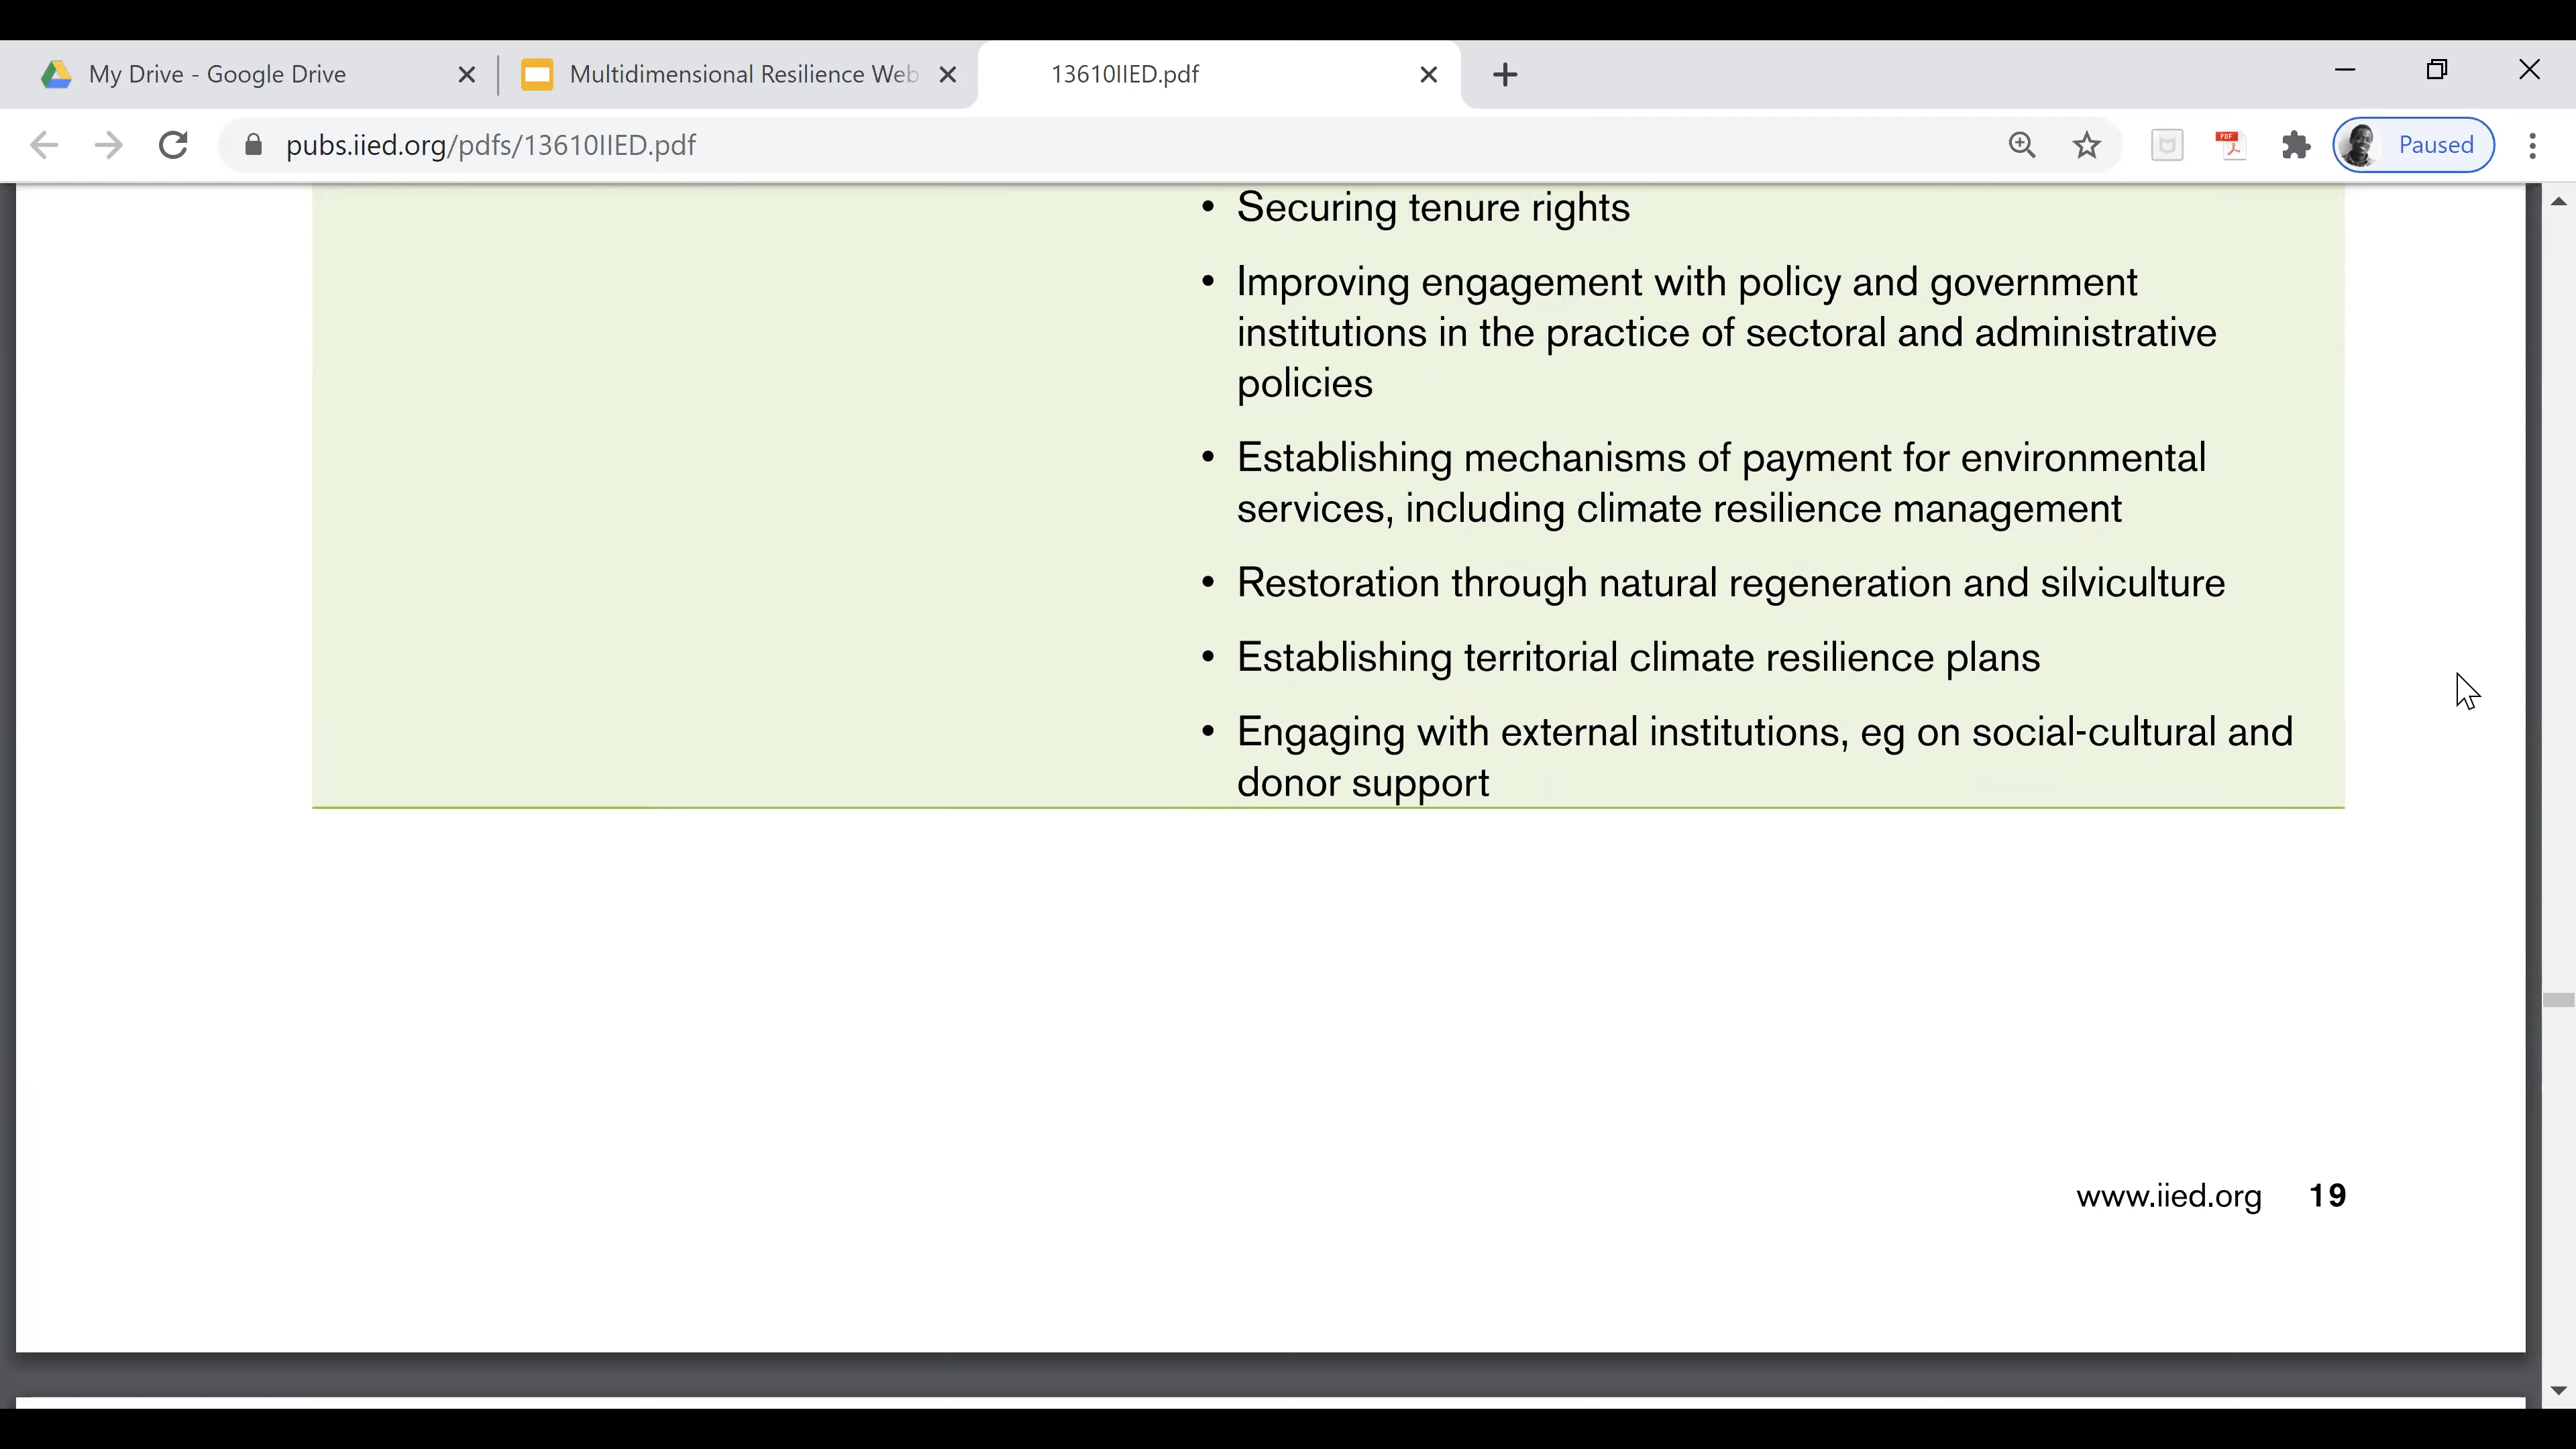 My Drive - Google Drive
Multidimensional Resilience Web
13610IIED.pdf
pubs.iied.org/pdfs/13610IIED.pdf
PDF
Paused
• Securing tenure rights
• Improving engagement with policy and government
institutions in the practice of sectoral and administrative
policies
• Establishing mechanisms of payment for environmental
services, including climate resilience management
• Restoration through natural regeneration and silviculture
• Establishing territorial climate resilience plans
• Engaging with external institutions, eg on social-cultural and
donor support
www.iied.org 19